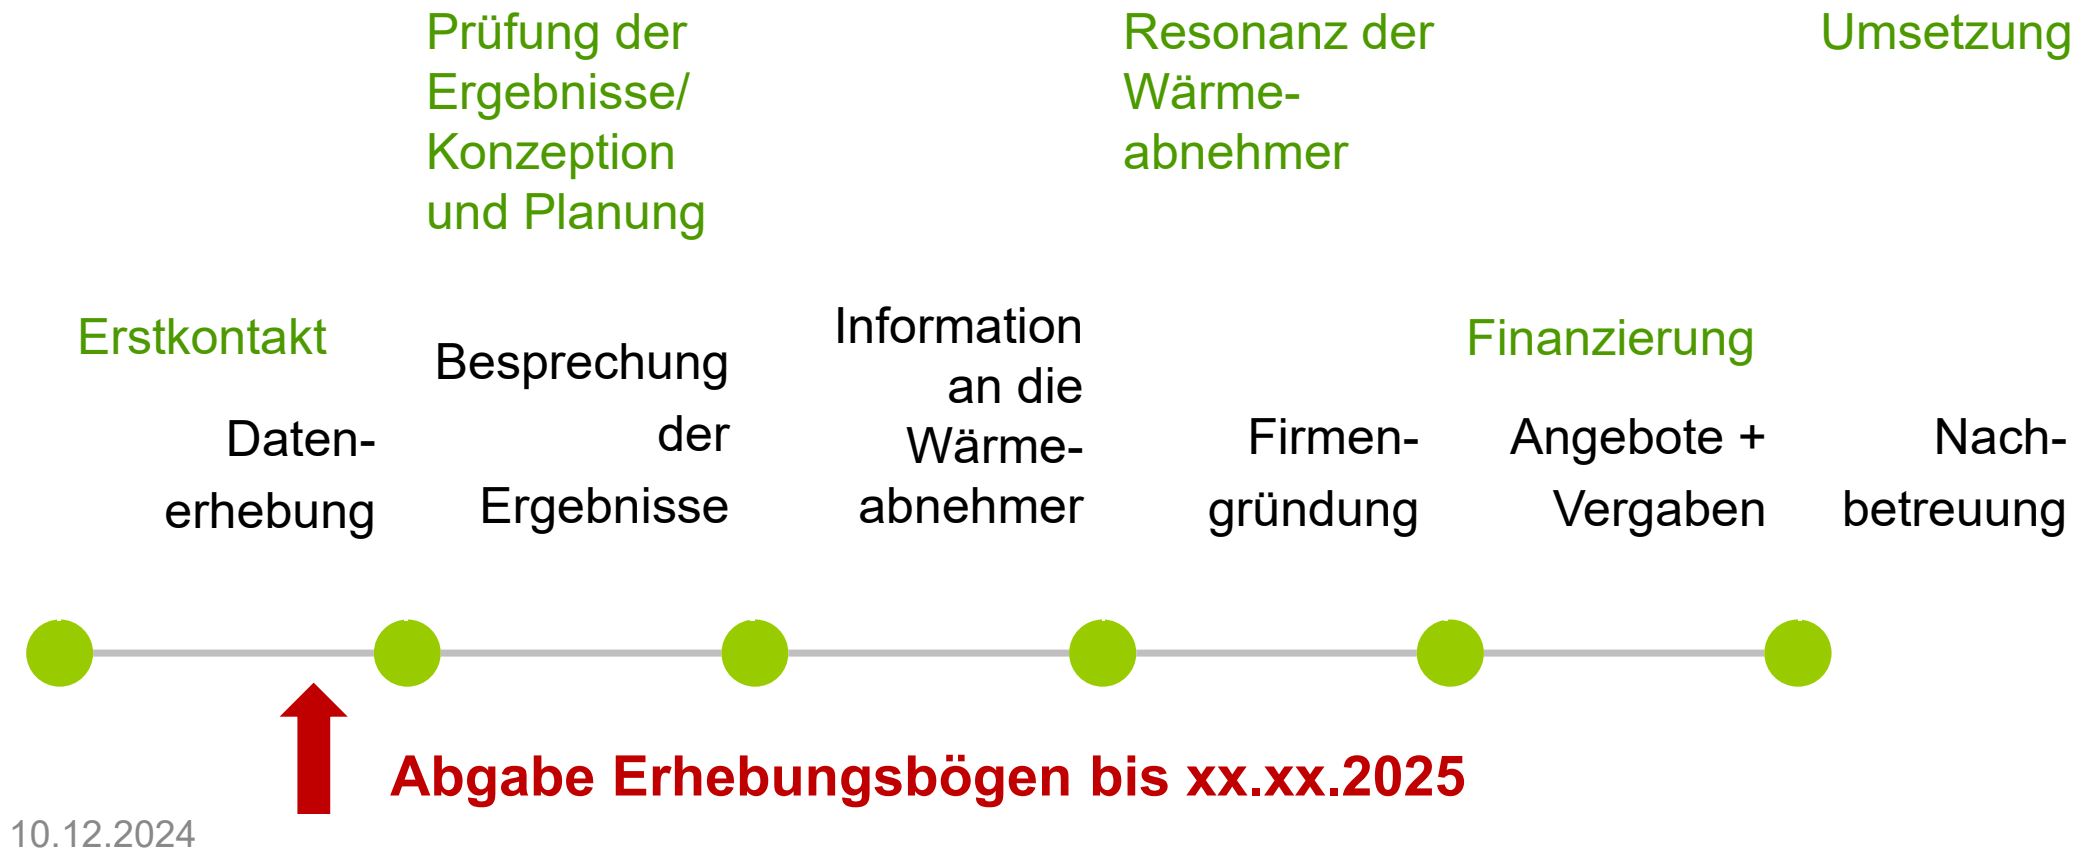 Prüfung der
Ergebnisse/
Konzeption
und Planung
Resonanz der
Wärme-
abnehmer
Umsetzung
Erstkontakt
Daten-
erhebung
Besprechung
der
Ergebnisse
Information
an die
Wärme-
abnehmer
Firmen-
gründung
Finanzierung
Angebote +
Vergaben
Nach-
betreuung
Abgabe Erhebungsbögen bis xx.xx.2025
10.12.2024